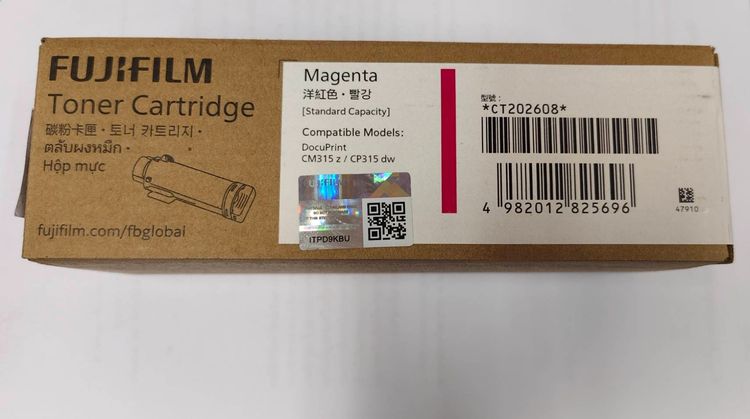 FUJIFILM
Toner Cartridge
碳粉卡匣・토너 카트리지・
ตลับผงหมึก・
Hộp mực
fujifilm.com/fbglobal
Magenta
洋紅色・빨강
[Standard Capacity]
Compatible Models:
DocuPrint
CM315 z / CP315 dw
FUJIFILM
ITPD9KBU
型號:
*CT202608*
4 982012 825696
47910